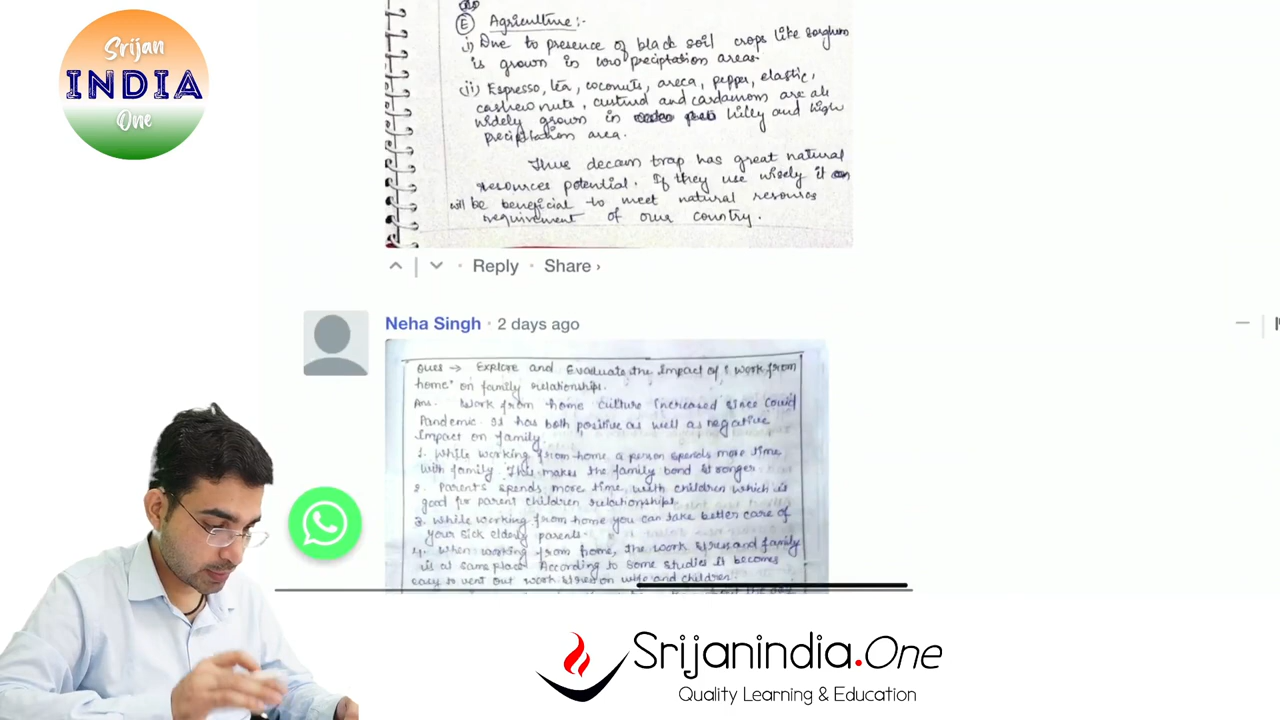 Srijan
INDIA
One
E Agriculture :-
i) Due to presence of black soil crops like sorghum
is grown in low preciptation areas.
(ii) Espresso, tea, coconuts, areca, pepper, elastic,
cashew nuts, custurd and cardamom are all
widely grown in hilly and high
preciptation area.
Thus deccan trap has great natural
resources potential. If they use wisely it can
will be beneficial to meet natural resources
requirement of our country.
Reply Share ›
Neha Singh · 2 days ago
Ques → Explore and Evaluate the impact of ' work from
home' on family relationships.
Ans. Work from home culture increased since Covid
Pandemic It has both positive as well as negative
impact on family.
1. While working from home a person spends more time
with family. This makes the family bond stronger
2. Parents spends more time, with children which is
good for parent children relationships.
3. While working from home you can take better care of
your sick elderly parents.
4. When working from home, the work stress and family
is at same place According to some studies it becomes
easy to vent out work stress on wife and children.
Srijanindia.One
Quality Learning & Education